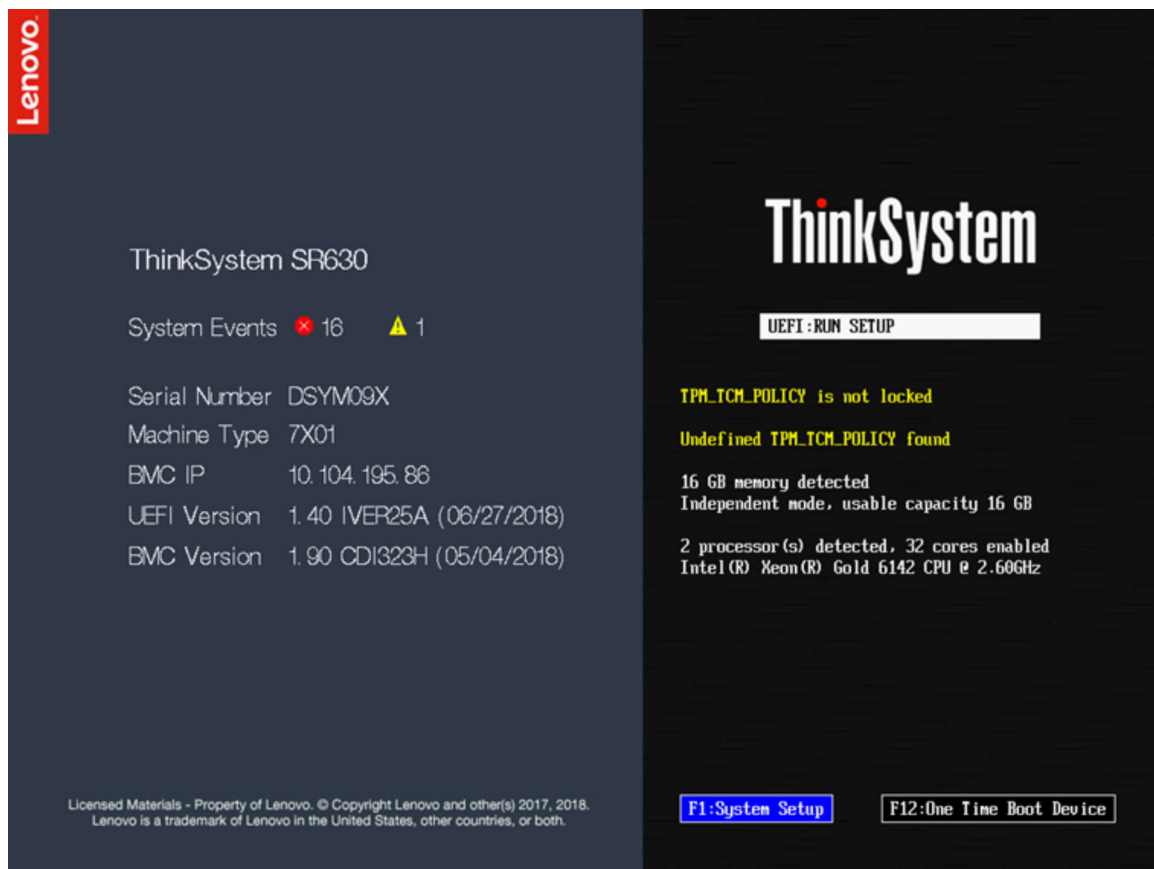 Lenovo
ThinkSystem SR630
System Events 16 1
Serial Number DSYM09X
Machine Type 7X01
BMC IP 10.104.195.86
UEFI Version 1.40 IVER25A (06/27/2018)
BMC Version 1.90 CDI323H (05/04/2018)
Licensed Materials - Property of Lenovo. © Copyright Lenovo and other(s) 2017, 2018.
Lenovo is a trademark of Lenovo in the United States, other countries, or both.
ThinkSystem
UEFI:RUN SETUP
TPM_TCM_POLICY is not locked
Undefined TPM_TCM_POLICY found
16 GB memory detected
Independent mode, usable capacity 16 GB
2 processor(s) detected, 32 cores enabled
Intel(R) Xeon(R) Gold 6142 CPU @ 2.60GHz
F1:System Setup
F12:One Time Boot Device